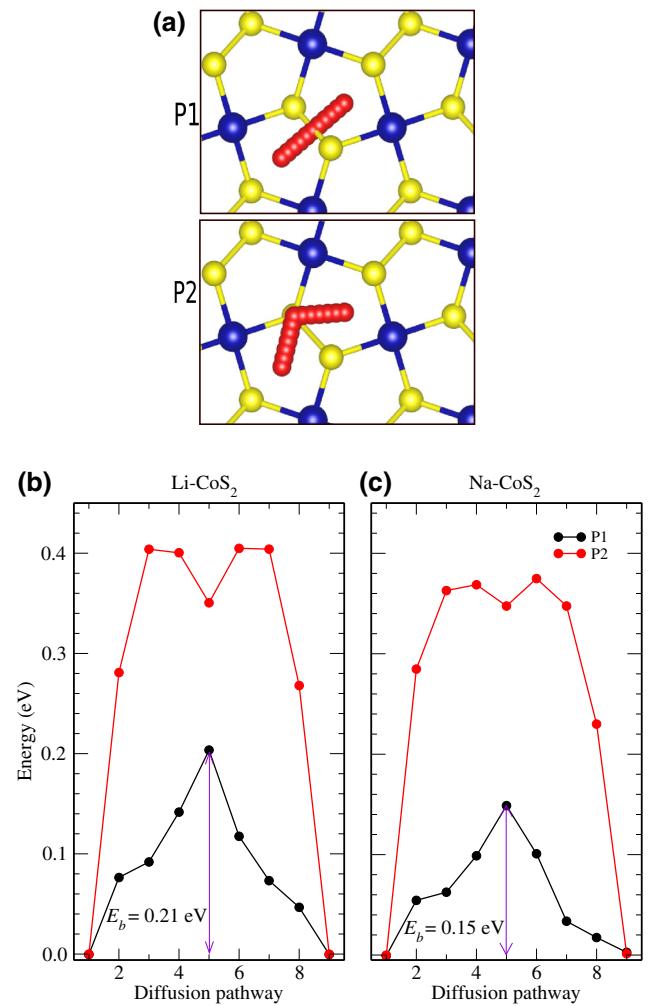 (a)
P1
P2
(b)
Li-CoS₂
(c)
Na-CoS₂
P1
P2
0.4
0.3
0.2
0.1
0.0
Energy (eV)
E_b = 0.21 eV
E_b = 0.15 eV
2 4 6 8
2 4 6 8
Diffusion pathway
Diffusion pathway